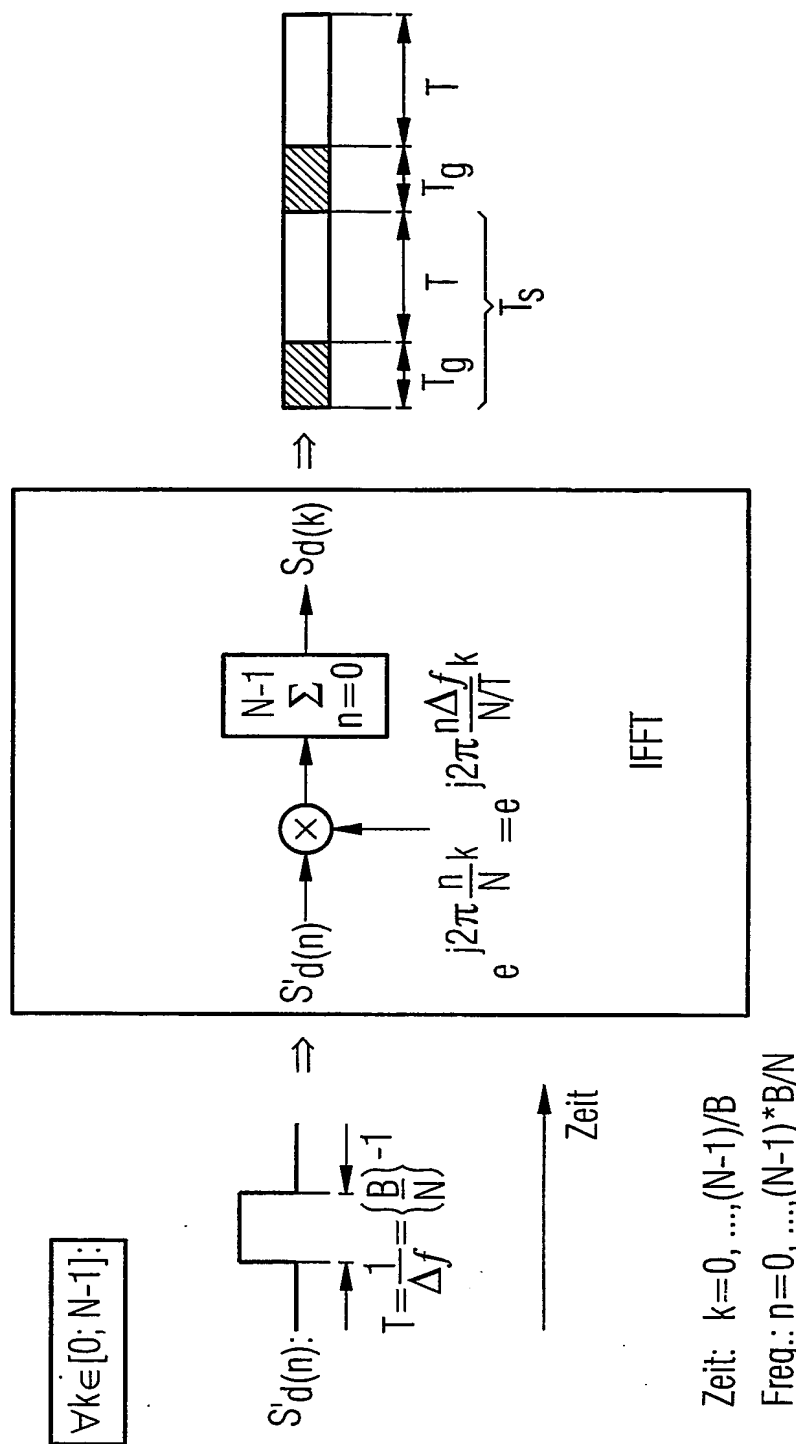 ∀k∈[0; N-1]:
S'd(n):
T=1/Δf={B/N}-1
Zeit
Zeit: k=0, ...,(N-1)/B
Freq.: n=0, ...,(N-1)*B/N
⇒
S'd(n)
×
N-1
Σ
n=0
Sd(k)
e j2π n/N k =e j2π nΔf/(N/T) k
IFFT
⇒
Tg T Tg T
Ts